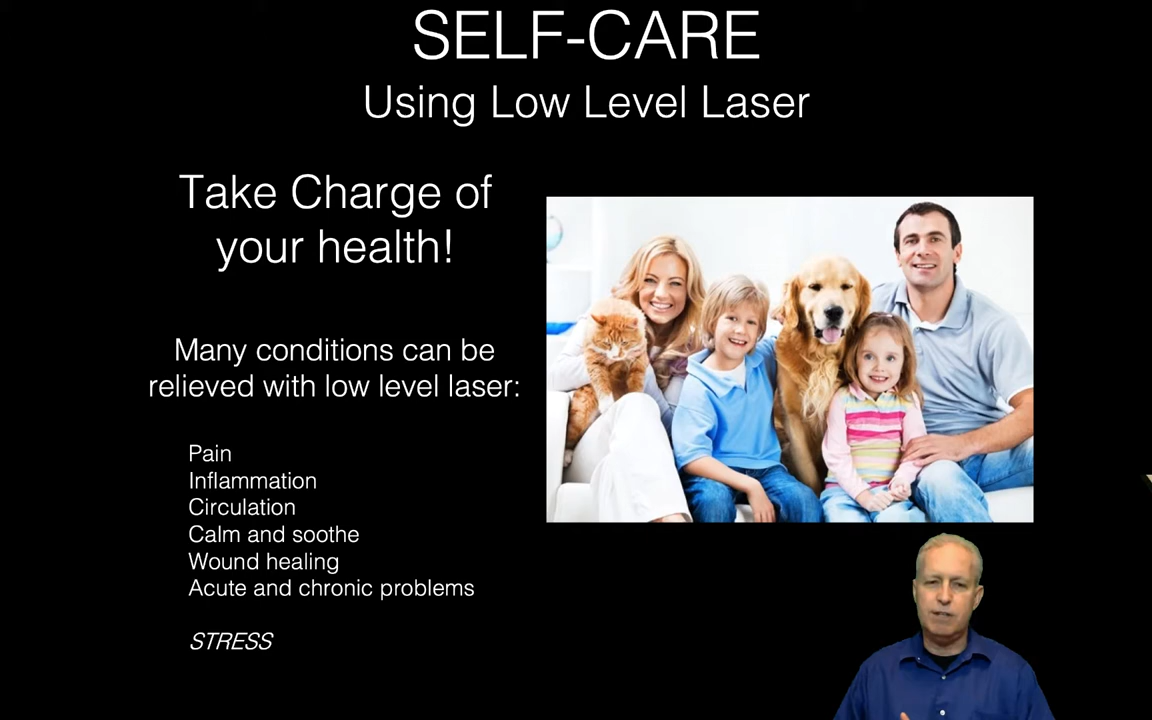 SELF-CARE
Using Low Level Laser
Take Charge of
your health!
Many conditions can be
relieved with low level laser:
Pain
Inflammation
Circulation
Calm and soothe
Wound healing
Acute and chronic problems
STRESS